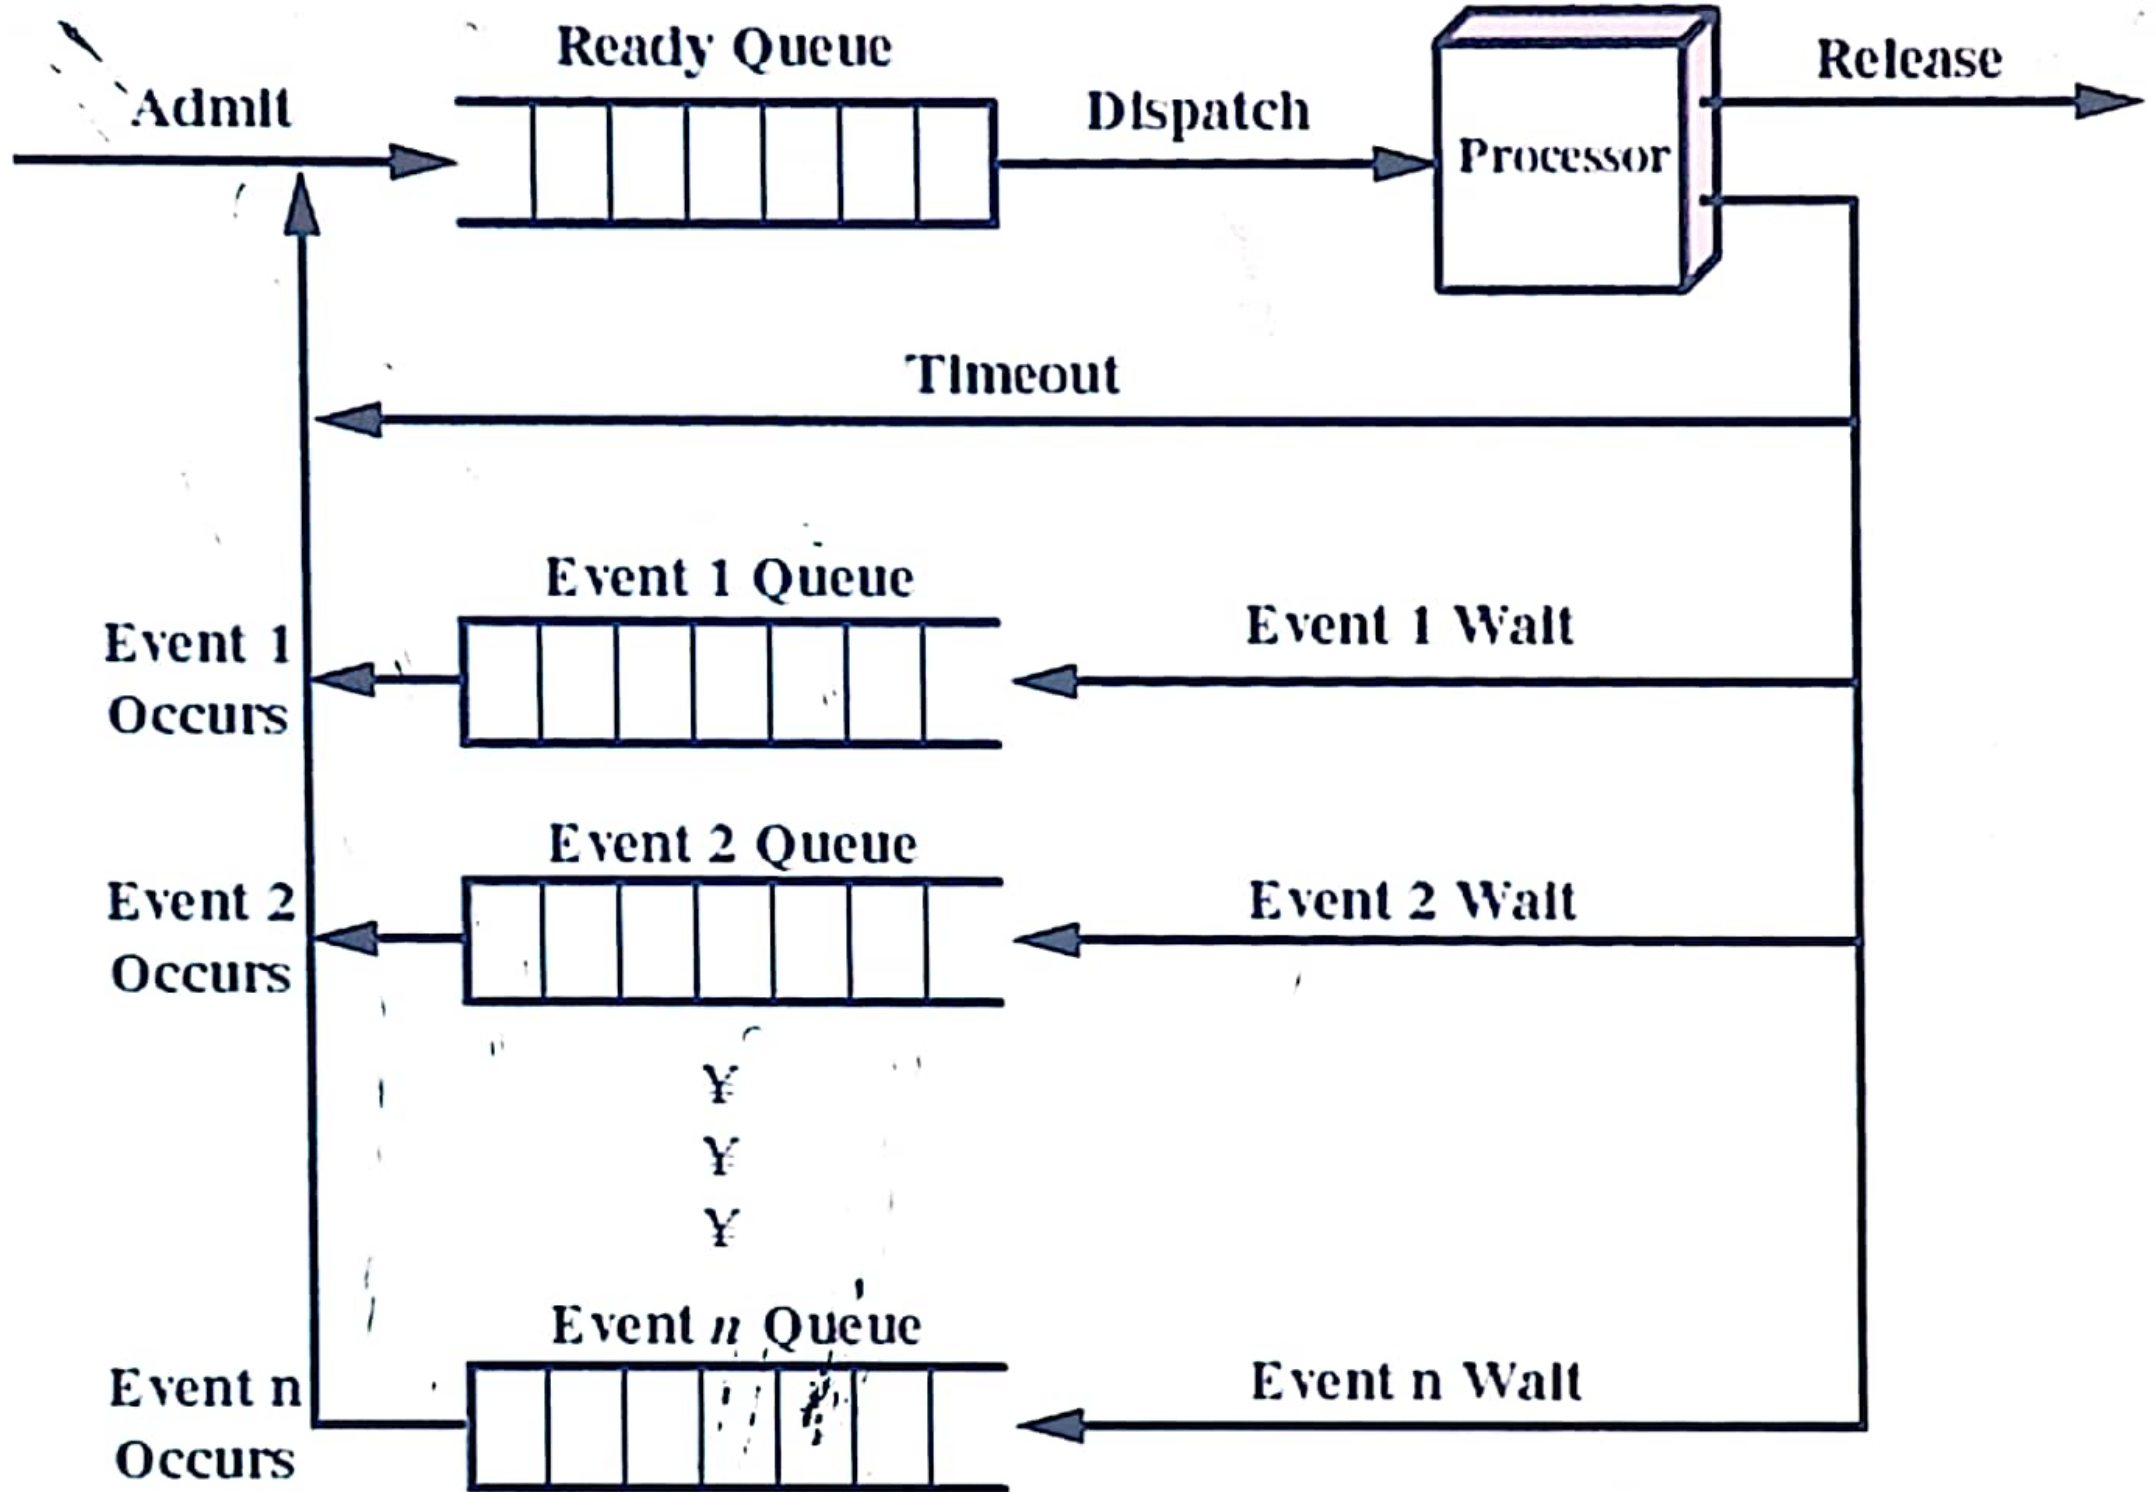 Ready Queue
Release
Admit
Dispatch
Processor
Timeout
Event 1 Queue
Event 1 Wait
Event 1
Occurs
Event 2 Queue
Event 2 Wait
Event 2
Occurs
¥
¥
¥
Event n Queue
Event n Wait
Event n
Occurs